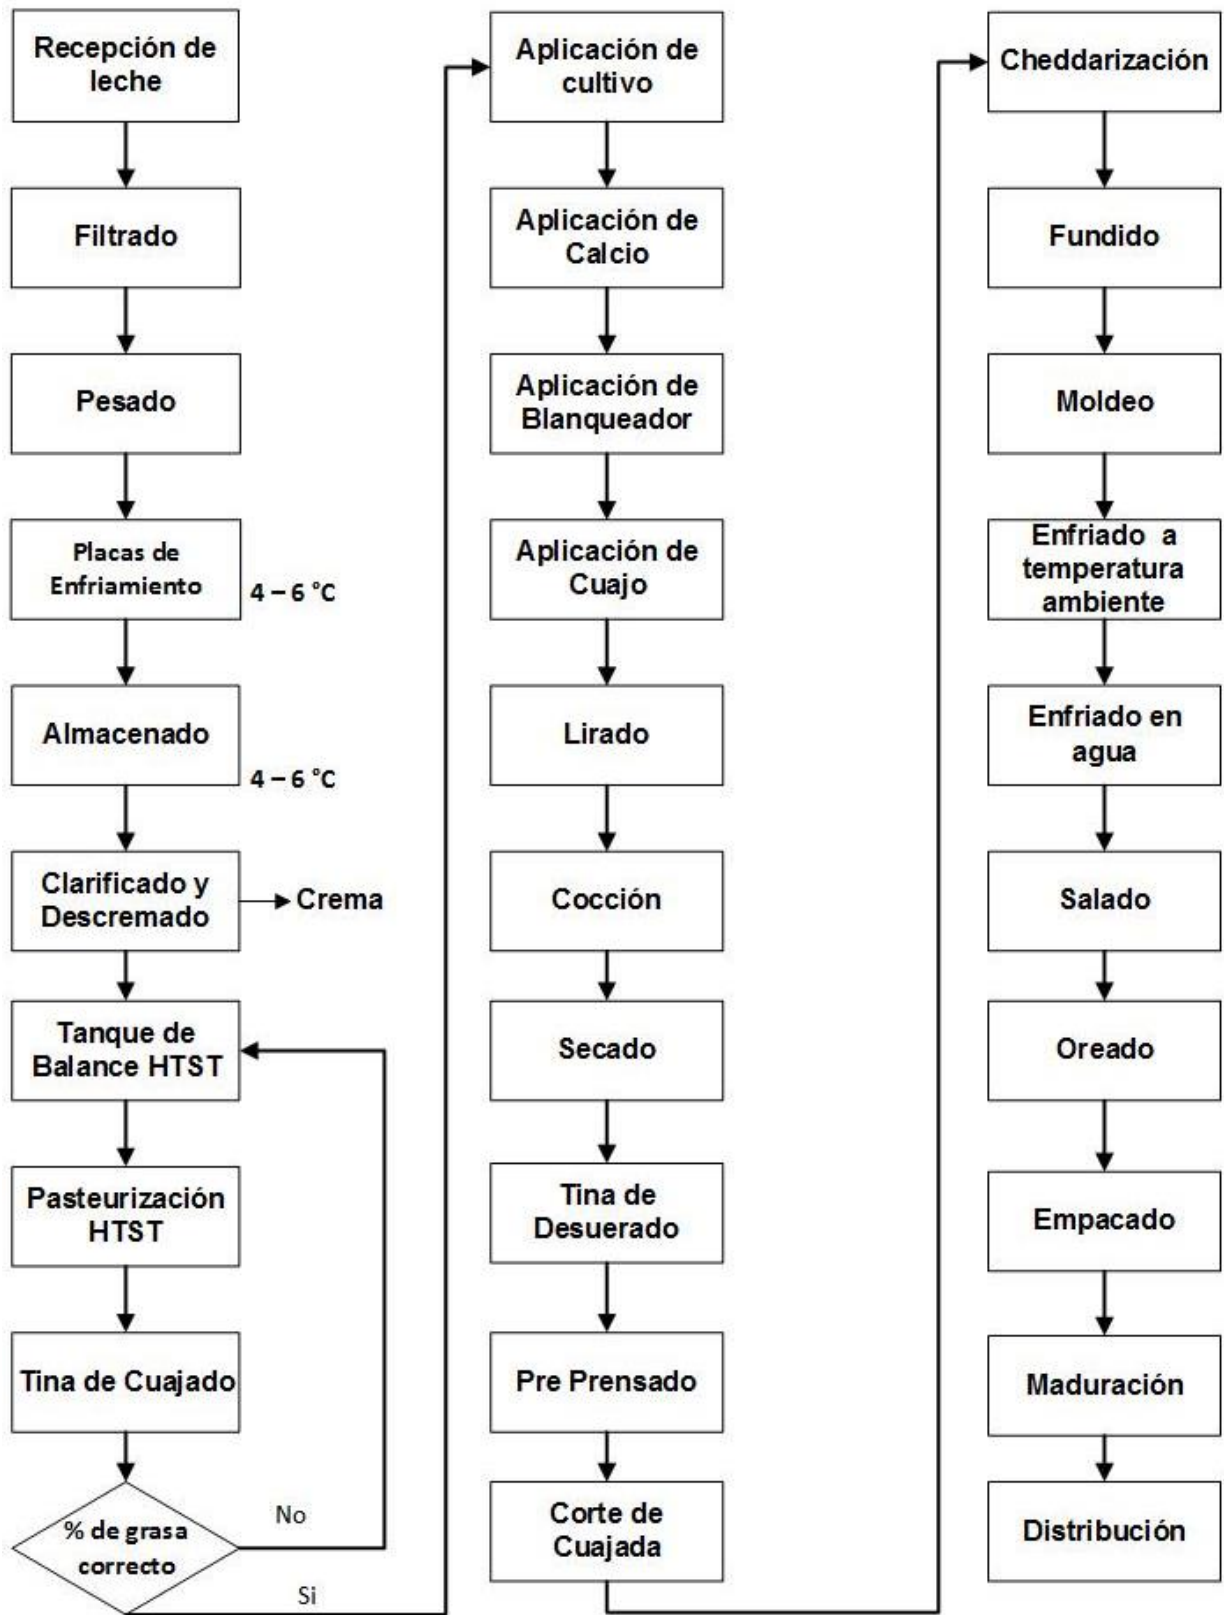 Recepción de
leche
Filtrado
Pesado
Placas de
Enfriamiento
4 – 6 °C
Almacenado
4 – 6 °C
Clarificado y
Descremado
Crema
Tanque de
Balance HTST
Pasteurización
HTST
Tina de Cuajado
% de grasa
correcto
No
Si
Aplicación de
cultivo
Aplicación de
Calcio
Aplicación de
Blanqueador
Aplicación de
Cuajo
Lirado
Cocción
Secado
Tina de
Desuerado
Pre Prensado
Corte de
Cuajada
Cheddarización
Fundido
Moldeo
Enfriado a
temperatura
ambiente
Enfriado en
agua
Salado
Oreado
Empacado
Maduración
Distribución